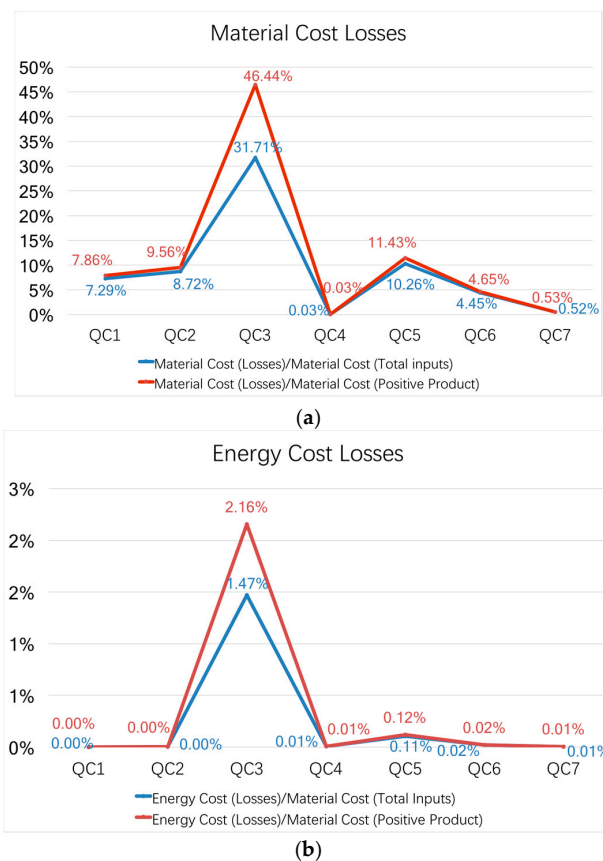 Material Cost Losses
50%
46.44%
45%
40%
35%
31.71%
30%
25%
20%
15%
11.43%
9.56%
7.86%
10%
10.26%
8.72%
7.29%
5%
4.65%
4.45%
0.03%
0.03%
0.53%
0.52%
0%
QC1 QC2 QC3 QC4 QC5 QC6 QC7
Material Cost (Losses)/Material Cost (Total inputs)
Material Cost (Losses)/Material Cost (Positive Product)
(a)
Energy Cost Losses
3%
2.16%
2%
1.47%
2%
1%
1%
0.00% 0.00% 0.01% 0.12% 0.02% 0.01%
0%
0.00% 0.00% 0.01% 0.11% 0.02% 0.01%
QC1 QC2 QC3 QC4 QC5 QC6 QC7
Energy Cost (Losses)/Material Cost (Total Inputs)
Energy Cost (Losses)/Material Cost (Positive Product)
(b)